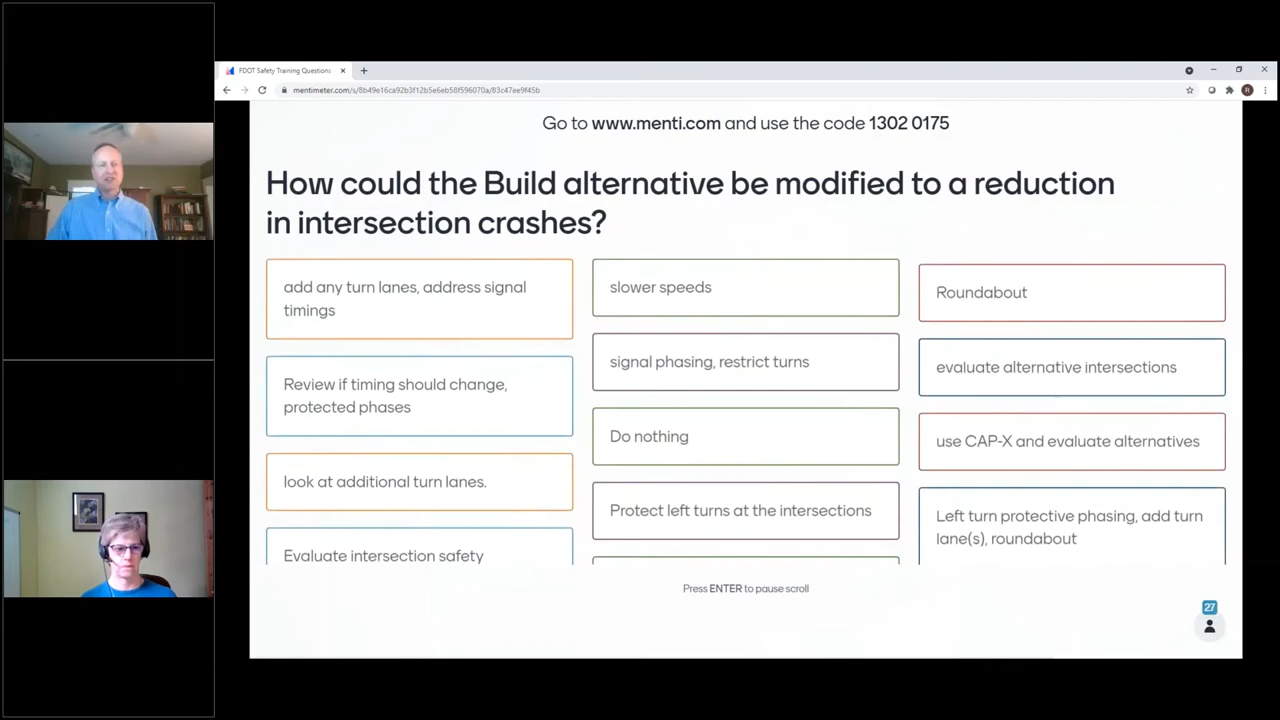 FDOT Safety Training Questions
mentimeter.com/s/8b49e16ca92b3f12b5e6eb58f596070a/83c47ee9f45b
R
Go to www.menti.com and use the code 1302 0175
How could the Build alternative be modified to a reduction
in intersection crashes?
add any turn lanes, address signal
timings
Review if timing should change,
protected phases
look at additional turn lanes.
Evaluate intersection safety
slower speeds
signal phasing, restrict turns
Do nothing
Protect left turns at the intersections
Roundabout
evaluate alternative intersections
use CAP-X and evaluate alternatives
Left turn protective phasing, add turn
lane(s), roundabout
Press ENTER to pause scroll
27